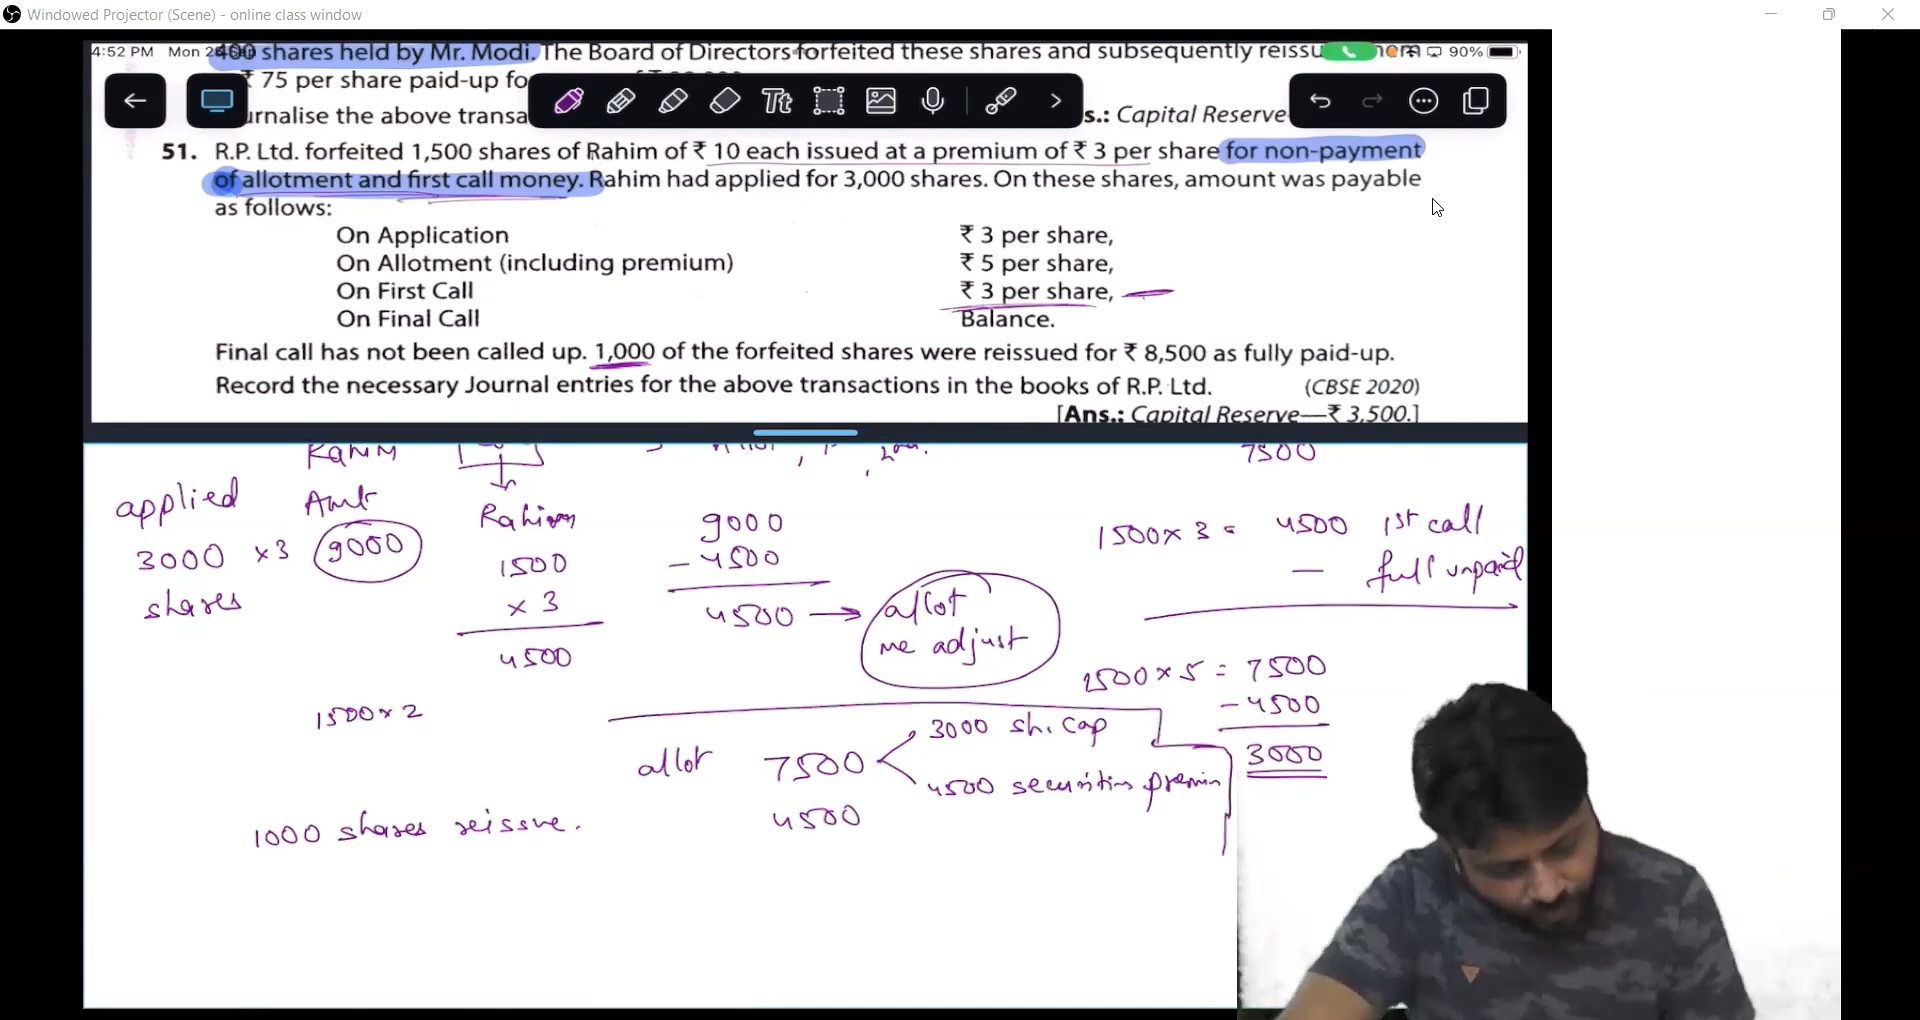 Windowed Projector (Scene) - online class window
4:52 PM Mon 400 shares held by Mr. Modi. The Board of Directors forfeited these shares and subsequently reissu 90%
₹ 75 per share paid-up fo
urnalise the above transa s.: Capital Reserve
51. R.P. Ltd. forfeited 1,500 shares of Rahim of ₹ 10 each issued at a premium of ₹ 3 per share for non-payment
of allotment and first call money. Rahim had applied for 3,000 shares. On these shares, amount was payable
as follows:
On Application ₹ 3 per share,
On Allotment (including premium) ₹ 5 per share,
On First Call ₹ 3 per share,
On Final Call Balance.
Final call has not been called up. 1,000 of the forfeited shares were reissued for ₹ 8,500 as fully paid-up.
Record the necessary Journal entries for the above transactions in the books of R.P. Ltd. (CBSE 2020)
[Ans.: Capital Reserve—₹ 3,500.]
Rahim 7500
applied Amt
Rahim 9000 1500 x 3 = 4500 1st call
3000 x3 9000 1500 - 4500 — full unpaid
shares x 3 4500 → allot
me adjust
4500 1500 x 5 = 7500
1500 x 2 - 4500
3000 sh. cap
allot 7500 3000
4500 securities premium
1000 shares reissue. 4500